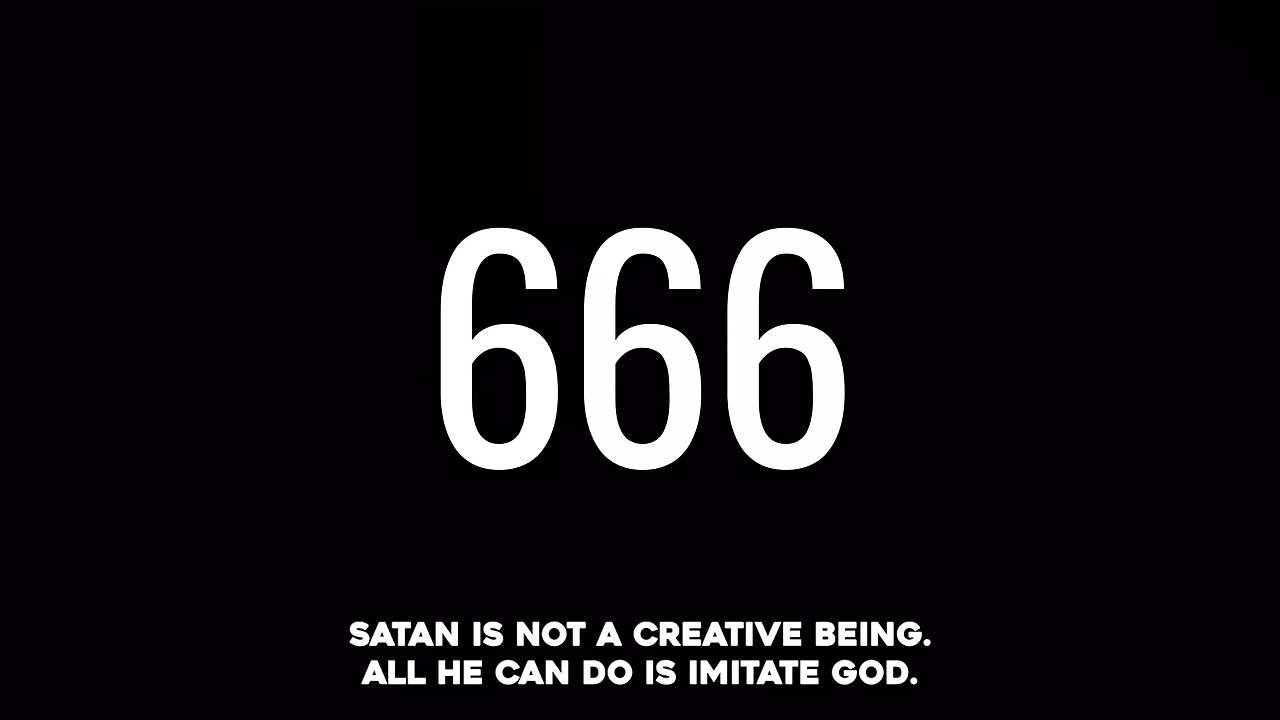 666
SATAN IS NOT A CREATIVE BEING.
ALL HE CAN DO IS IMITATE GOD.